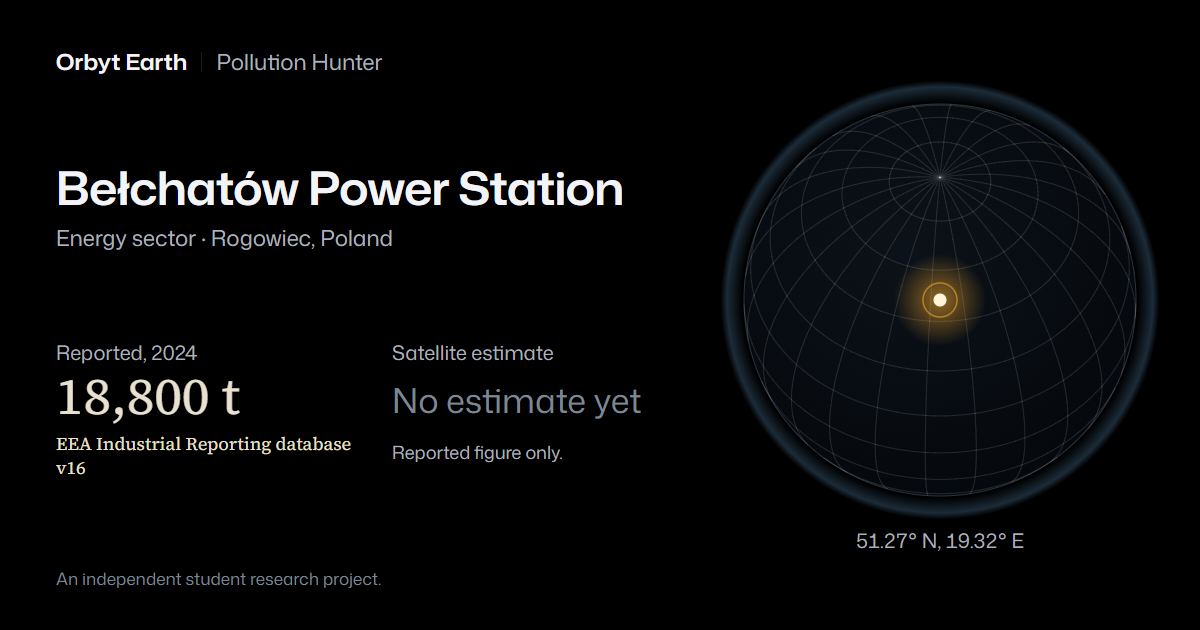 Orbyt Earth | Pollution Hunter
Bełchatów Power Station
Energy sector · Rogowiec, Poland
Reported, 2024
18,800 t
EEA Industrial Reporting database
v16
Satellite estimate
No estimate yet
Reported figure only.
51.27° N, 19.32° E
An independent student research project.